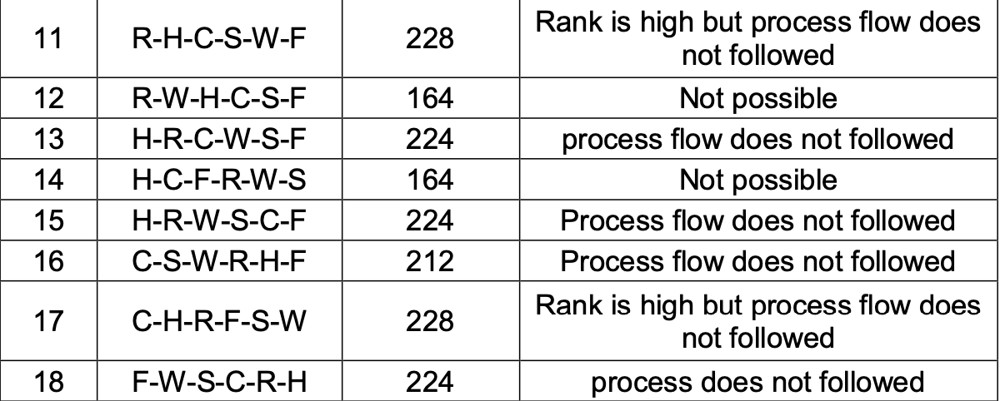 11 R-H-C-S-W-F 228 Rank is high but process flow does
not followed
12 R-W-H-C-S-F 164 Not possible
13 H-R-C-W-S-F 224 process flow does not followed
14 H-C-F-R-W-S 164 Not possible
15 H-R-W-S-C-F 224 Process flow does not followed
16 C-S-W-R-H-F 212 Process flow does not followed
17 C-H-R-F-S-W 228 Rank is high but process flow does
not followed
18 F-W-S-C-R-H 224 process does not followed